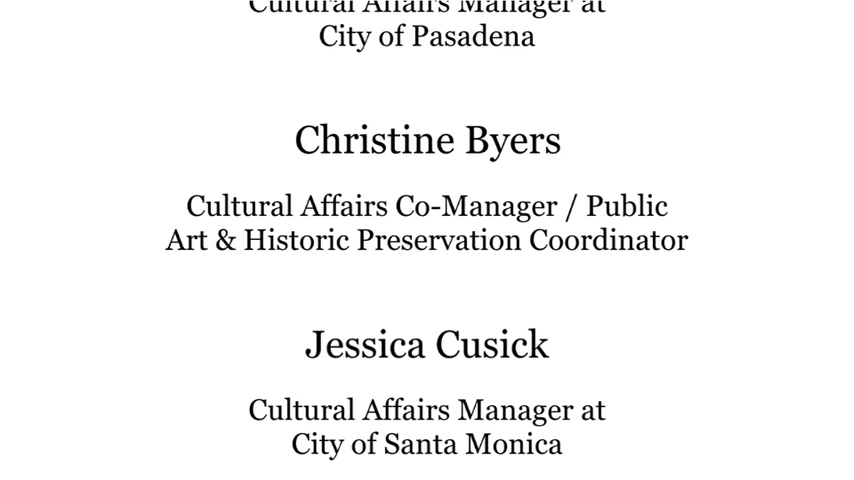 Cultural Affairs Manager at
City of Pasadena
Christine Byers
Cultural Affairs Co-Manager / Public
Art & Historic Preservation Coordinator
Jessica Cusick
Cultural Affairs Manager at
City of Santa Monica